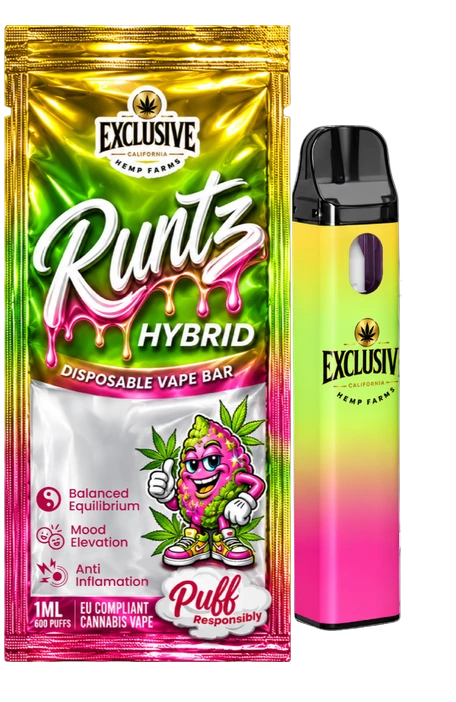 EXCLUSIVE
CALIFORNIA
HEMP FARMS
Runtz
HYBRID
DISPOSABLE VAPE BAR
Balanced
Equilibrium
Mood
Elevation
Anti
Inflamation
1ML
600 PUFFS
EU COMPLIANT
CANNABIS VAPE
Puff
Responsibly
EXCLUSIV
CALIFORNIA
HEMP FARMS